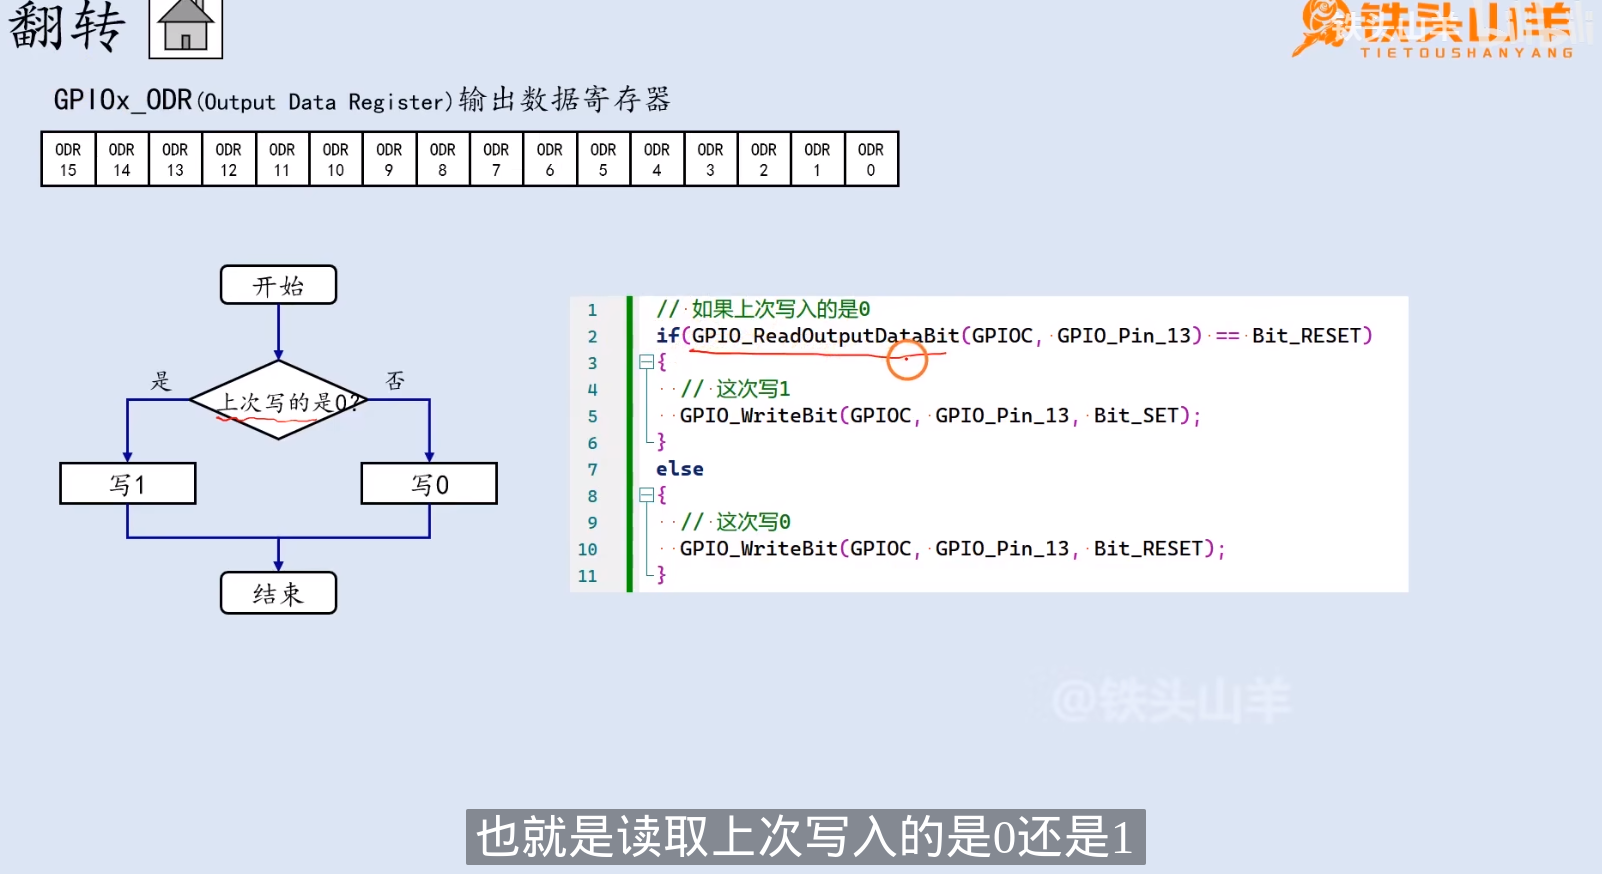 翻转
铁头山羊
TIETOUSHANYANG
GPIOx_ODR(Output Data Register)输出数据寄存器
ODR 15 ODR 14 ODR 13 ODR 12 ODR 11 ODR 10 ODR 9 ODR 8 ODR 7 ODR 6 ODR 5 ODR 4 ODR 3 ODR 2 ODR 1 ODR 0
开始
是
否
上次写的是0?
写1
写0
结束
1 // 如果上次写入的是0
2 if(GPIO_ReadOutputDataBit(GPIOC, GPIO_Pin_13) == Bit_RESET)
3 {
4 // 这次写1
5 GPIO_WriteBit(GPIOC, GPIO_Pin_13, Bit_SET);
6 }
7 else
8 {
9 // 这次写0
10 GPIO_WriteBit(GPIOC, GPIO_Pin_13, Bit_RESET);
11 }
@铁头山羊
也就是读取上次写入的是0还是1